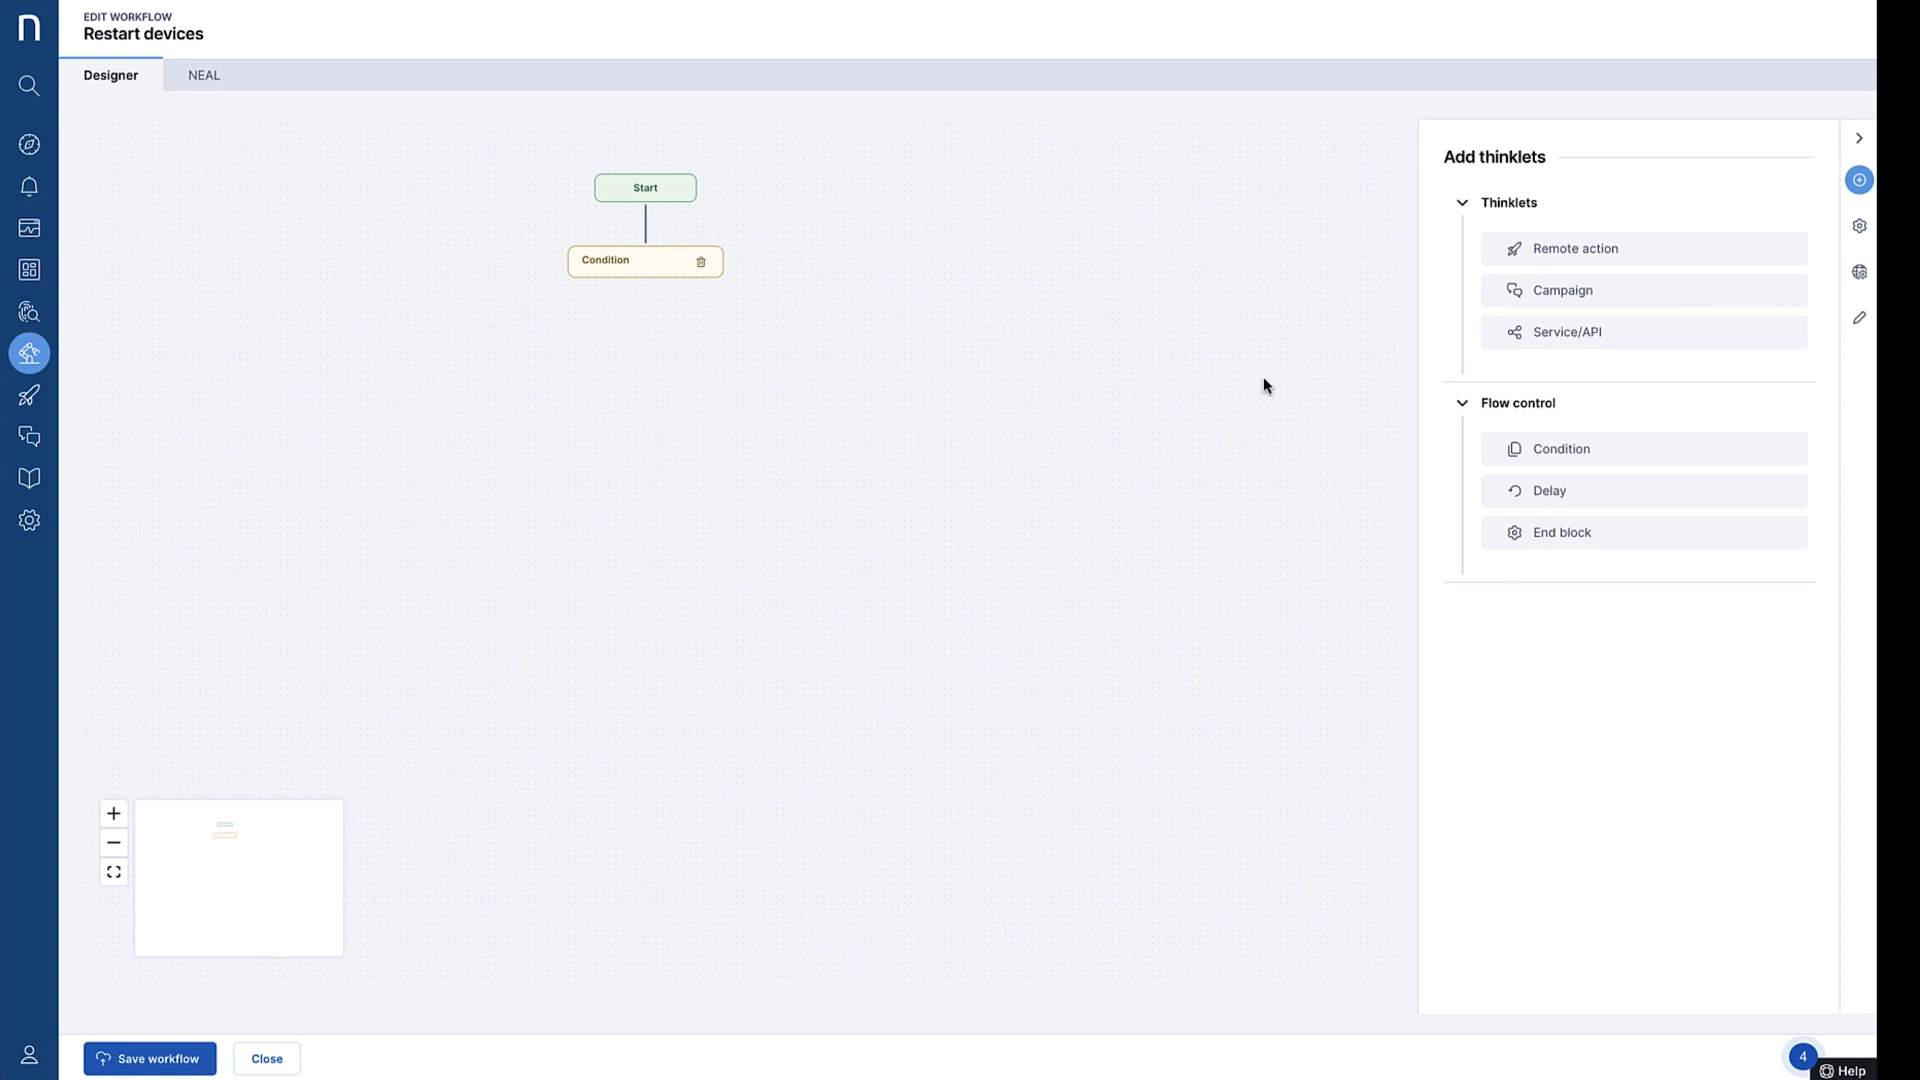 n
EDIT WORKFLOW
Restart devices
Designer
NEAL
Start
Condition
Add thinklets
Thinklets
Remote action
Campaign
Service/API
Flow control
Condition
Delay
End block
Save workflow
Close
4
Help